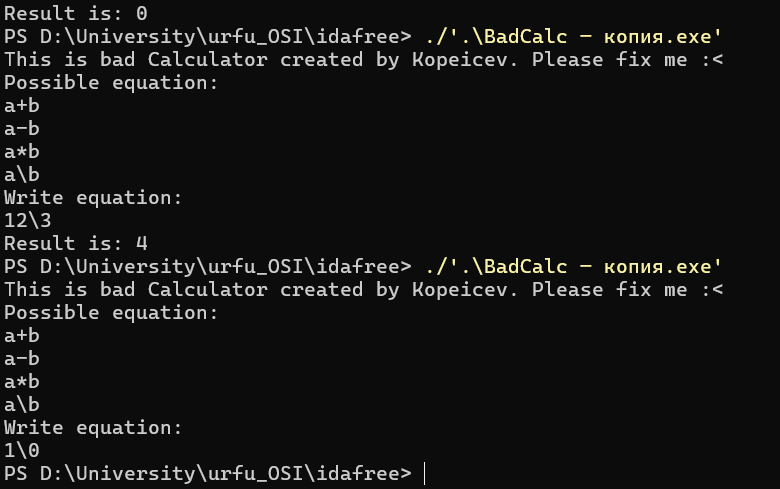 Result is: 0
PS D:\University\urfu_OSI\idafree> ./'.\BadCalc — копия.exe'
This is bad Calculator created by Kopeicev. Please fix me :<
Possible equation:
a+b
a-b
a*b
a\b
Write equation:
12\3
Result is: 4
PS D:\University\urfu_OSI\idafree> ./'.\BadCalc — копия.exe'
This is bad Calculator created by Kopeicev. Please fix me :<
Possible equation:
a+b
a-b
a*b
a\b
Write equation:
1\0
PS D:\University\urfu_OSI\idafree>